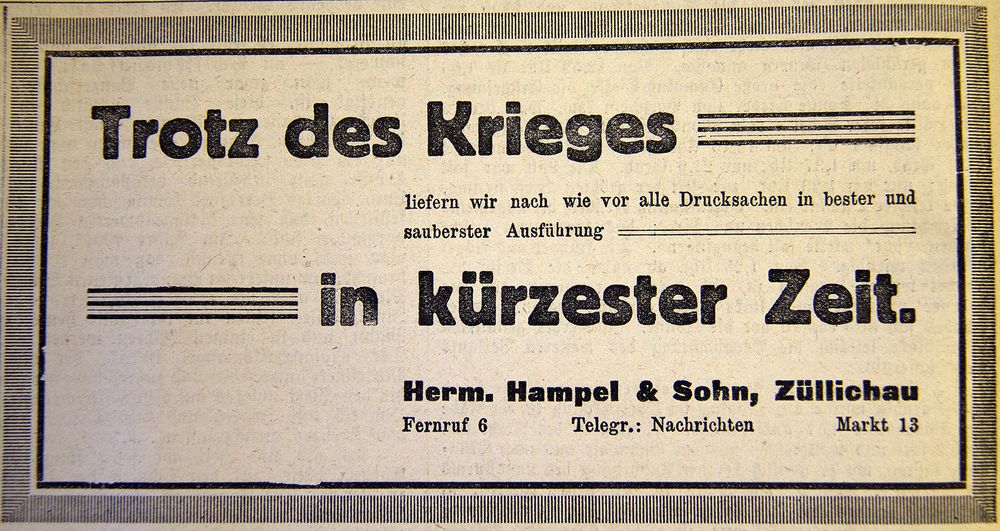 Trotz des Krieges
liefern wir nach wie vor alle Drucksachen in bester und
sauberster Ausführung
in kürzester Zeit.
Herm. Hampel & Sohn, Züllichau
Fernruf 6 Telegr.: Nachrichten Markt 13